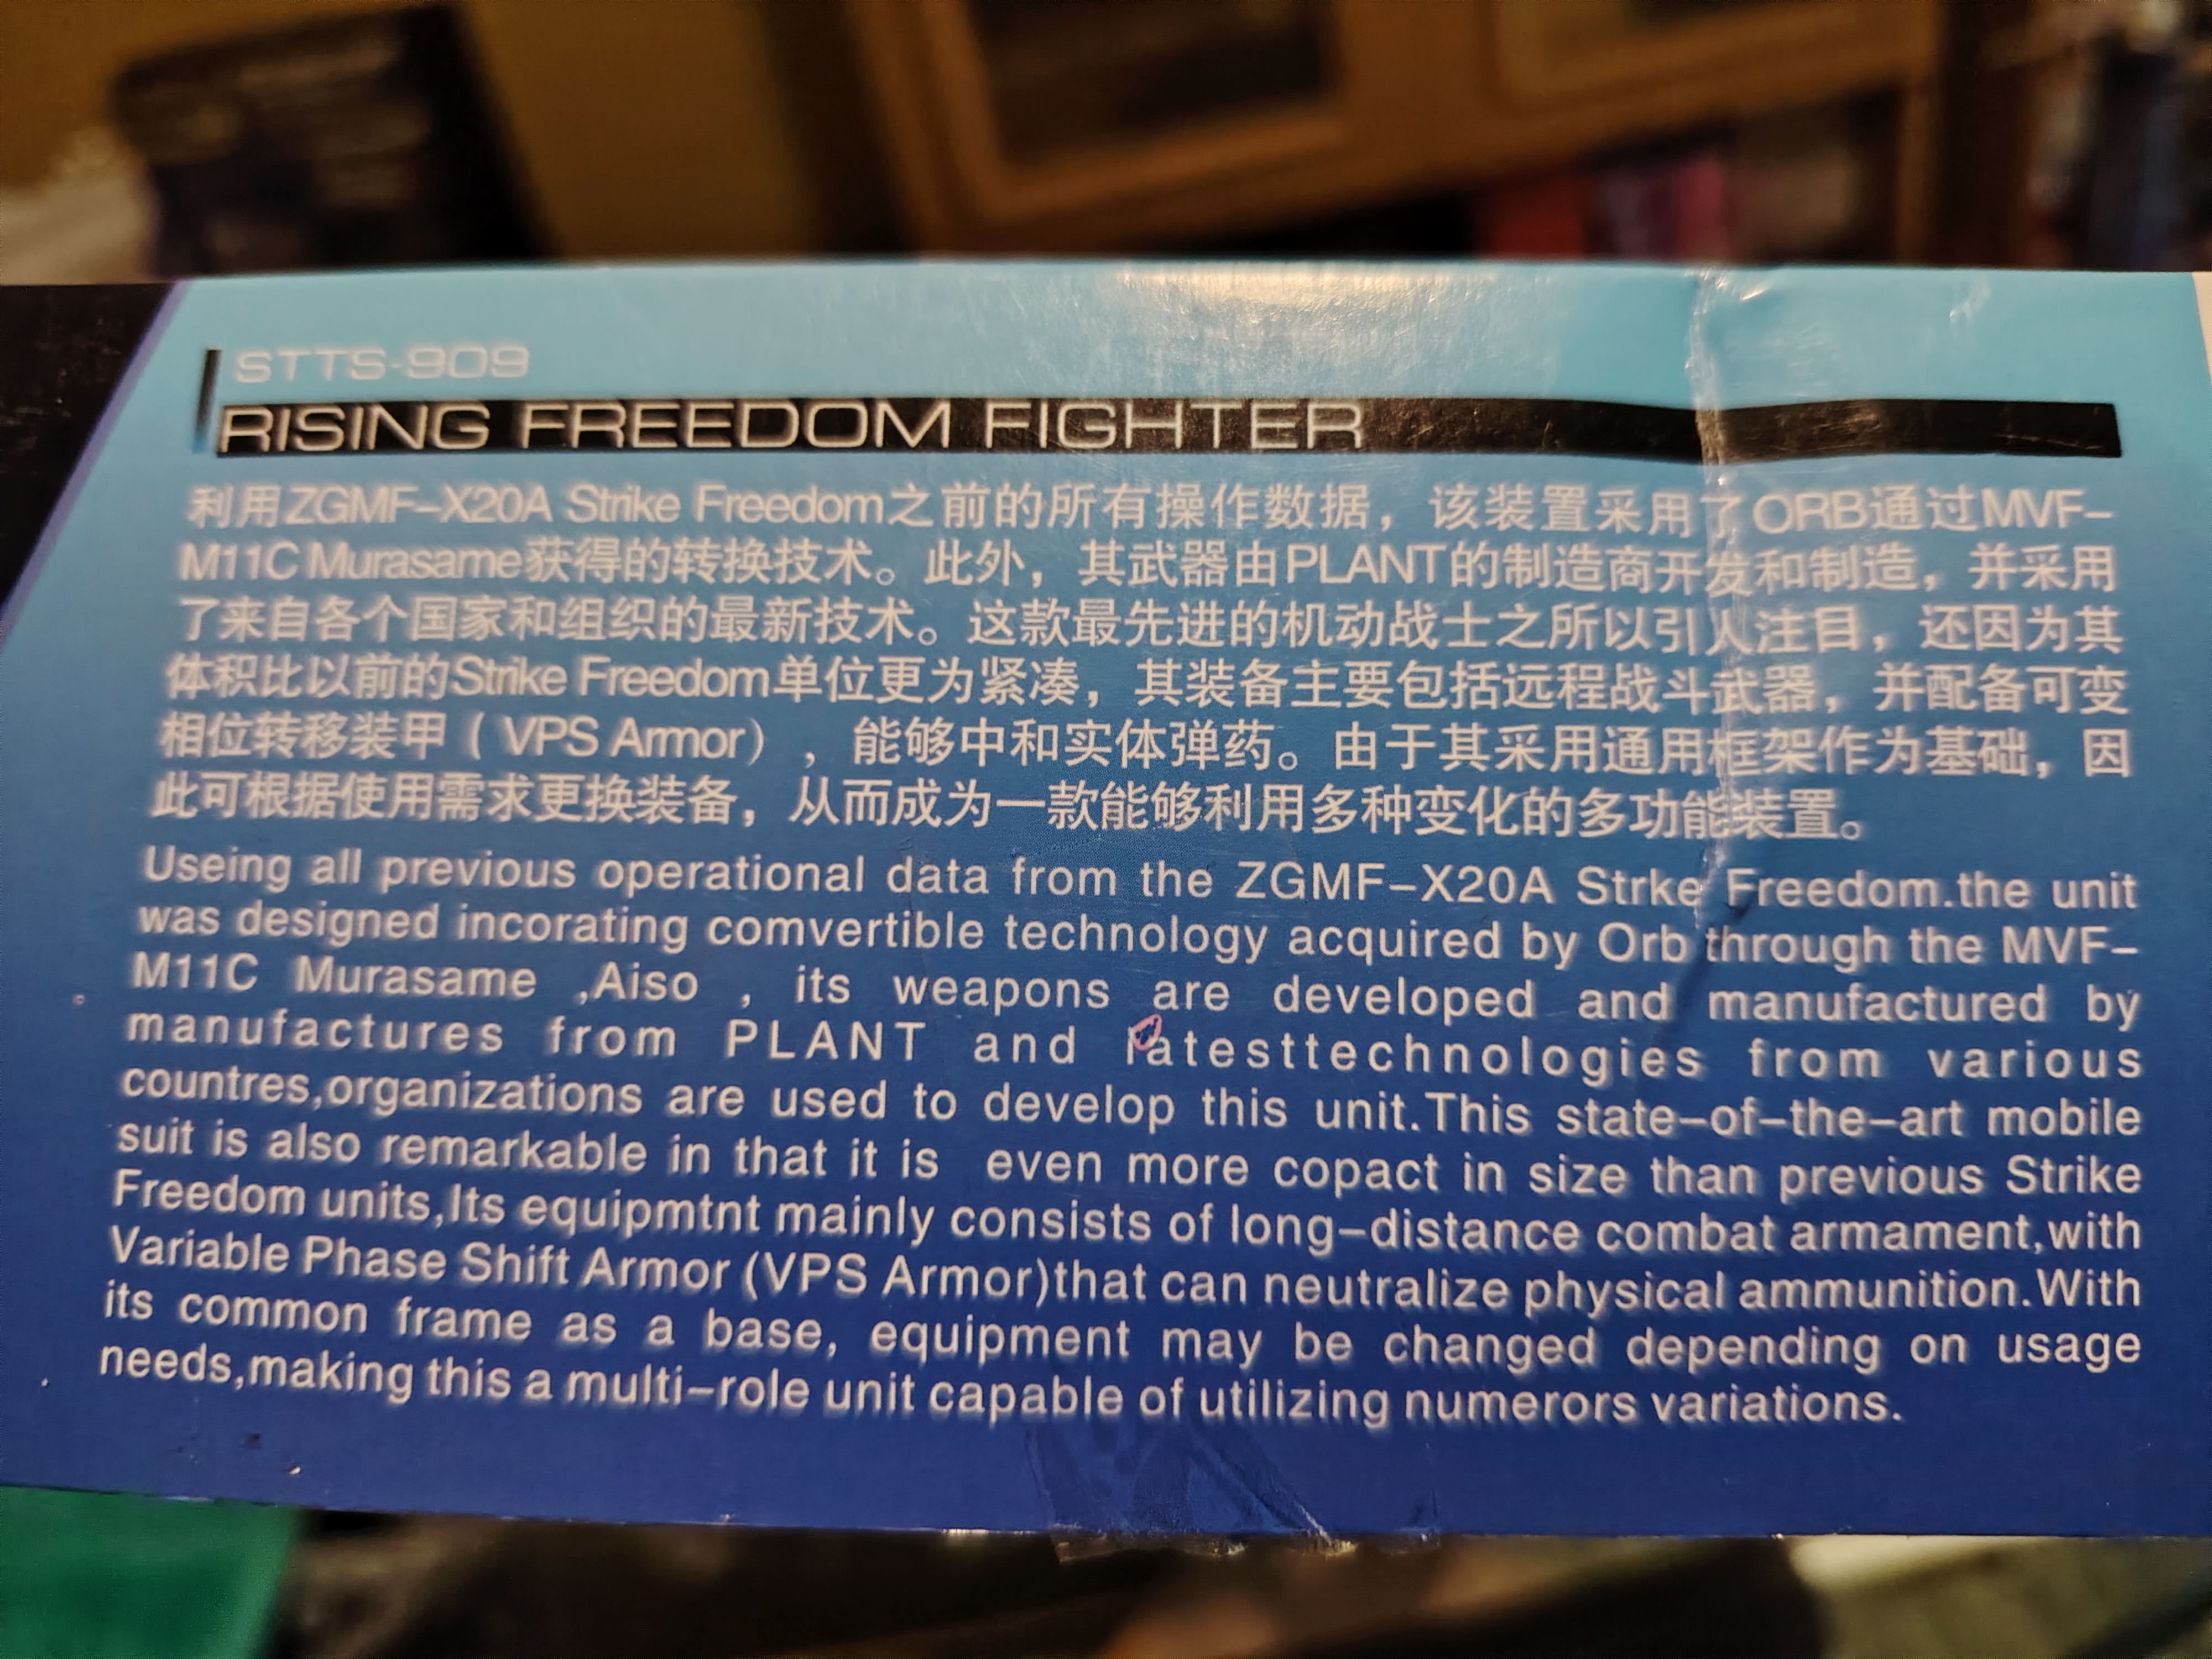 STTS-909
RISING FREEDOM FIGHTER
利用ZGMF-X20A Strike Freedom之前的所有操作数据，该装置采用了ORB通过MVF-
M11C Murasame获得的转换技术。此外，其武器由PLANT的制造商开发和制造，并采用
了来自各个国家和组织的最新技术。这款最先进的机动战士之所以引人注目，还因为其
体积比以前的Strike Freedom单位更为紧凑，其装备主要包括远程战斗武器，并配备可变
相位转移装甲（VPS Armor），能够中和实体弹药。由于其采用通用框架作为基础，因
此可根据使用需求更换装备，从而成为一款能够利用多种变化的多功能装置。
Useing all previous operational data from the ZGMF-X20A Strke Freedom.the unit
was designed incorating comvertible technology acquired by Orb through the MVF-
M11C Murasame ,Aiso , its weapons are developed and manufactured by
manufactures from PLANT and latesttechnologies from various
countres,organizations are used to develop this unit.This state-of-the-art mobile
suit is also remarkable in that it is even more copact in size than previous Strike
Freedom units,Its equipmtnt mainly consists of long-distance combat armament,with
Variable Phase Shift Armor (VPS Armor)that can neutralize physical ammunition.With
its common frame as a base, equipment may be changed depending on usage
needs,making this a multi-role unit capable of utilizing numerors variations.